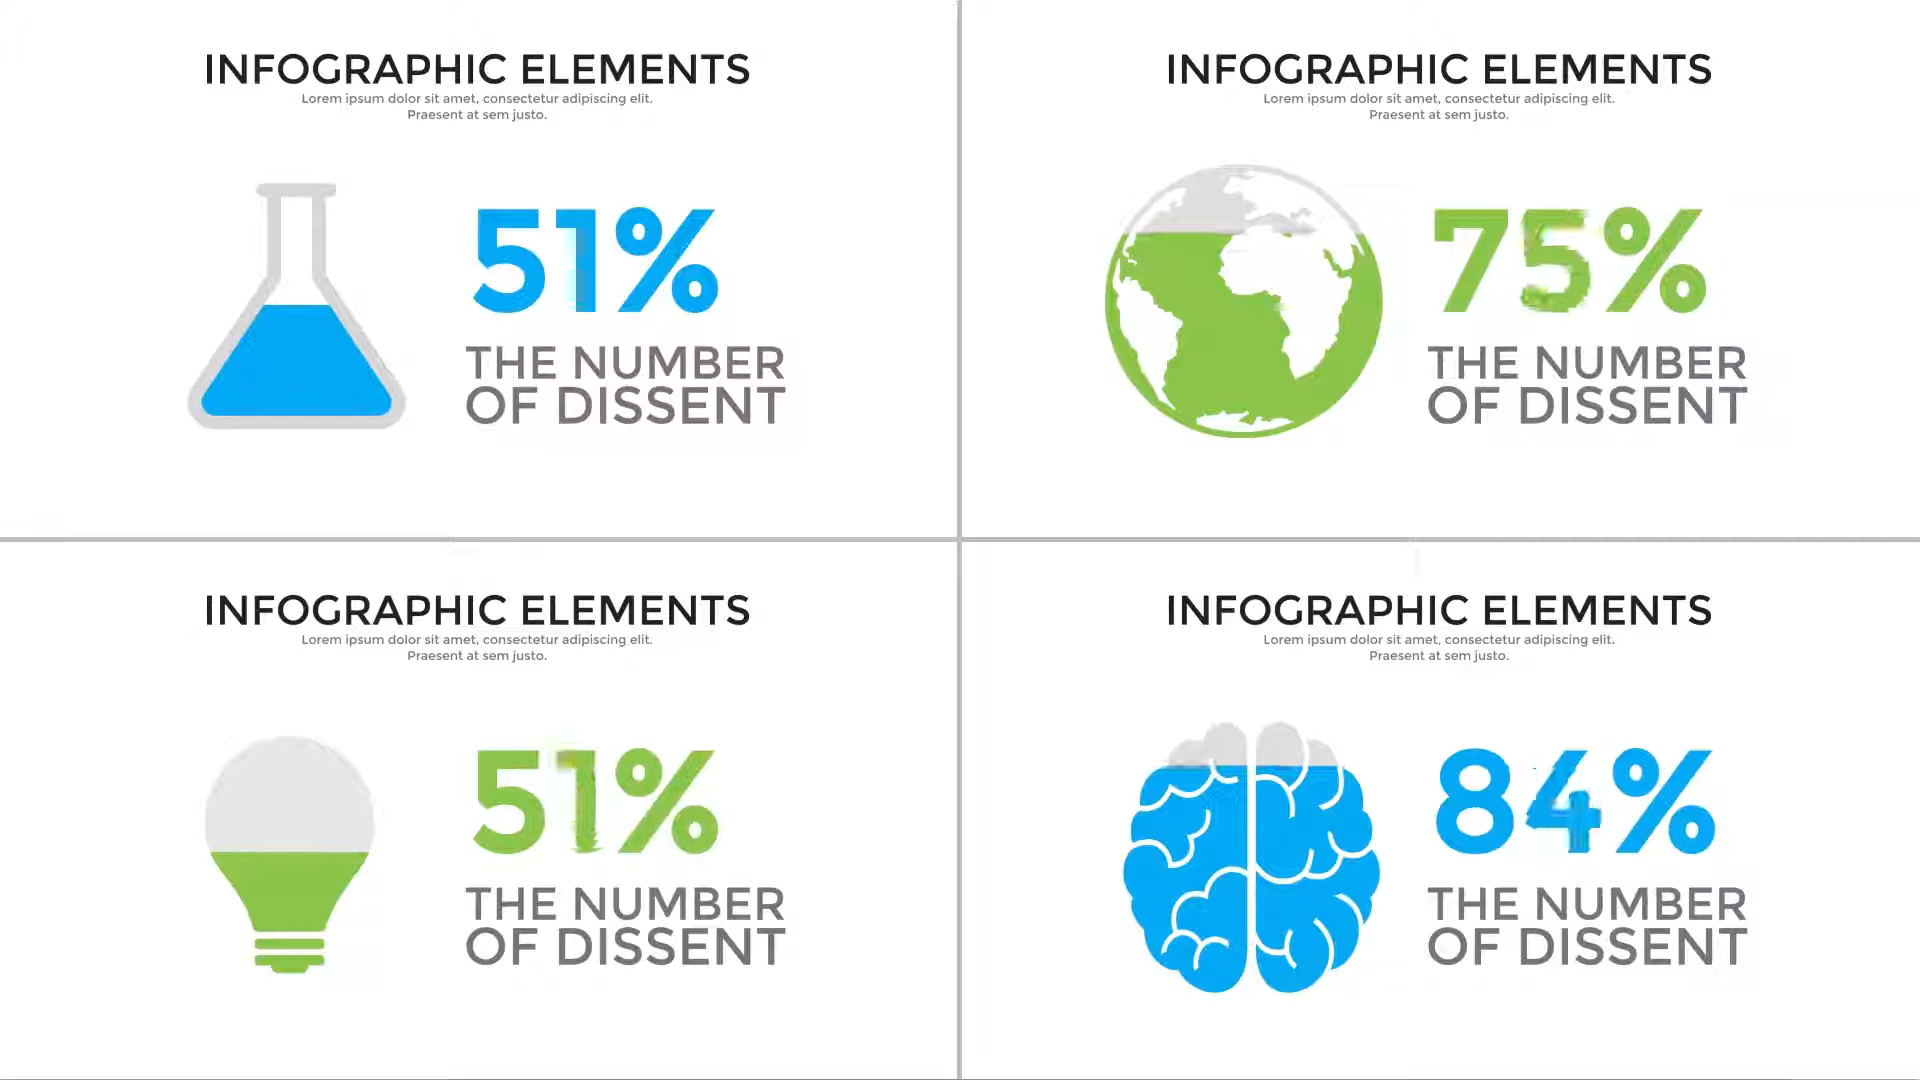 INFOGRAPHIC ELEMENTS
Lorem ipsum dolor sit amet, consectetur adipiscing elit.
Praesent at sem justo.
51%
THE NUMBER
OF DISSENT
INFOGRAPHIC ELEMENTS
Lorem ipsum dolor sit amet, consectetur adipiscing elit.
Praesent at sem justo.
75%
THE NUMBER
OF DISSENT
INFOGRAPHIC ELEMENTS
Lorem ipsum dolor sit amet, consectetur adipiscing elit.
Praesent at sem justo.
51%
THE NUMBER
OF DISSENT
INFOGRAPHIC ELEMENTS
Lorem ipsum dolor sit amet, consectetur adipiscing elit.
Praesent at sem justo.
84%
THE NUMBER
OF DISSENT